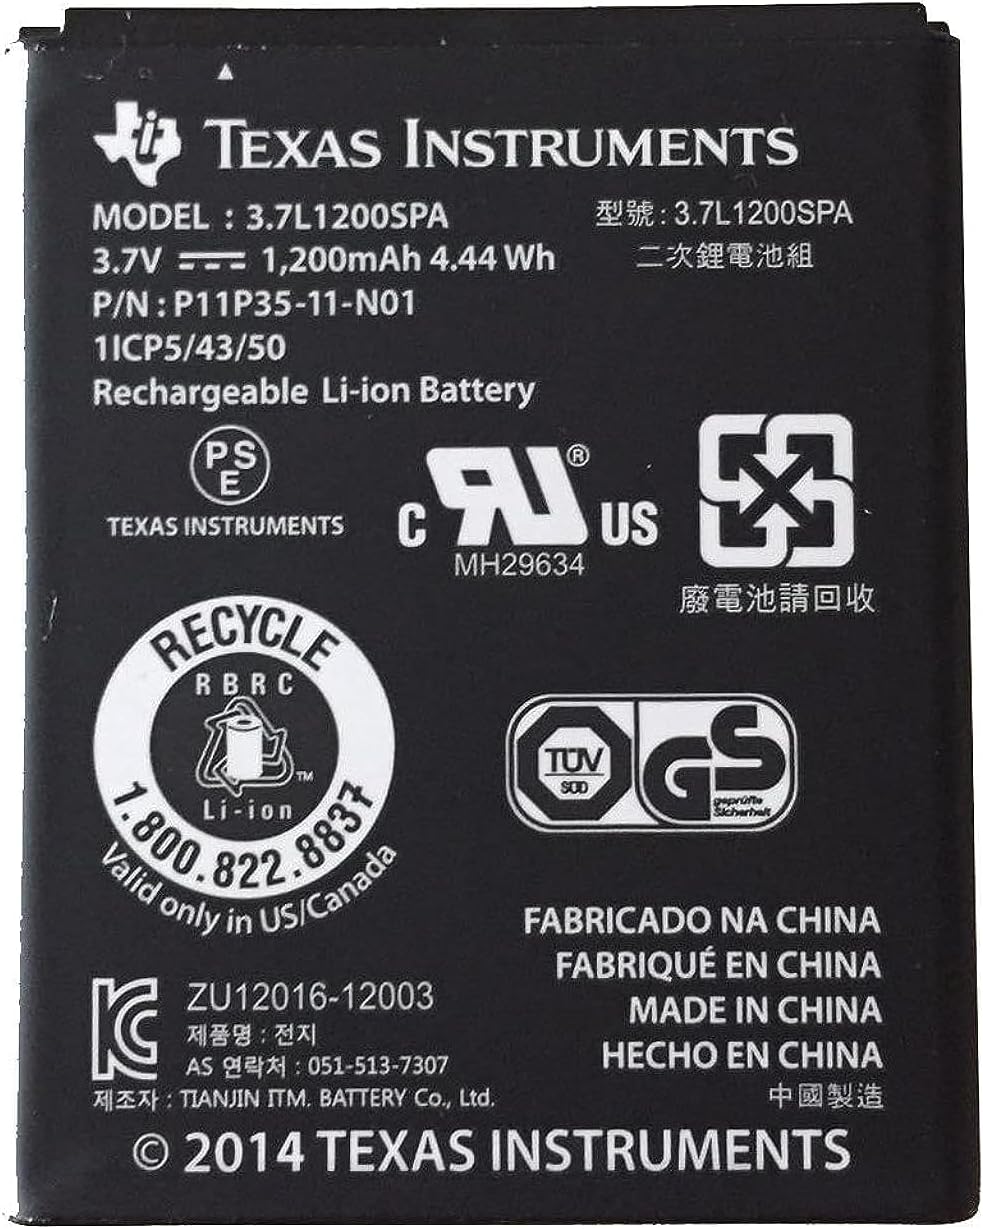 TEXAS INSTRUMENTS
MODEL : 3.7L1200SPA
3.7V ⎓ 1,200mAh 4.44 Wh
P/N : P11P35-11-N01
1ICP5/43/50
Rechargeable Li-ion Battery
型號: 3.7L1200SPA
二次鋰電池組
PS
E
TEXAS INSTRUMENTS
C RU® US
MH29634
廢電池請回收
RECYCLE
RBRC
TM
Li-ion
1.800.822.8837
Valid only in US/Canada
TÜV
SÜD
GS
geprüfte
Sicherheit
FABRICADO NA CHINA
FABRIQUÉ EN CHINA
MADE IN CHINA
HECHO EN CHINA
中國製造
KC
ZU12016-12003
제품명 : 전지
AS 연락처 : 051-513-7307
제조자 : TIANJIN ITM. BATTERY Co., Ltd.
© 2014 TEXAS INSTRUMENTS